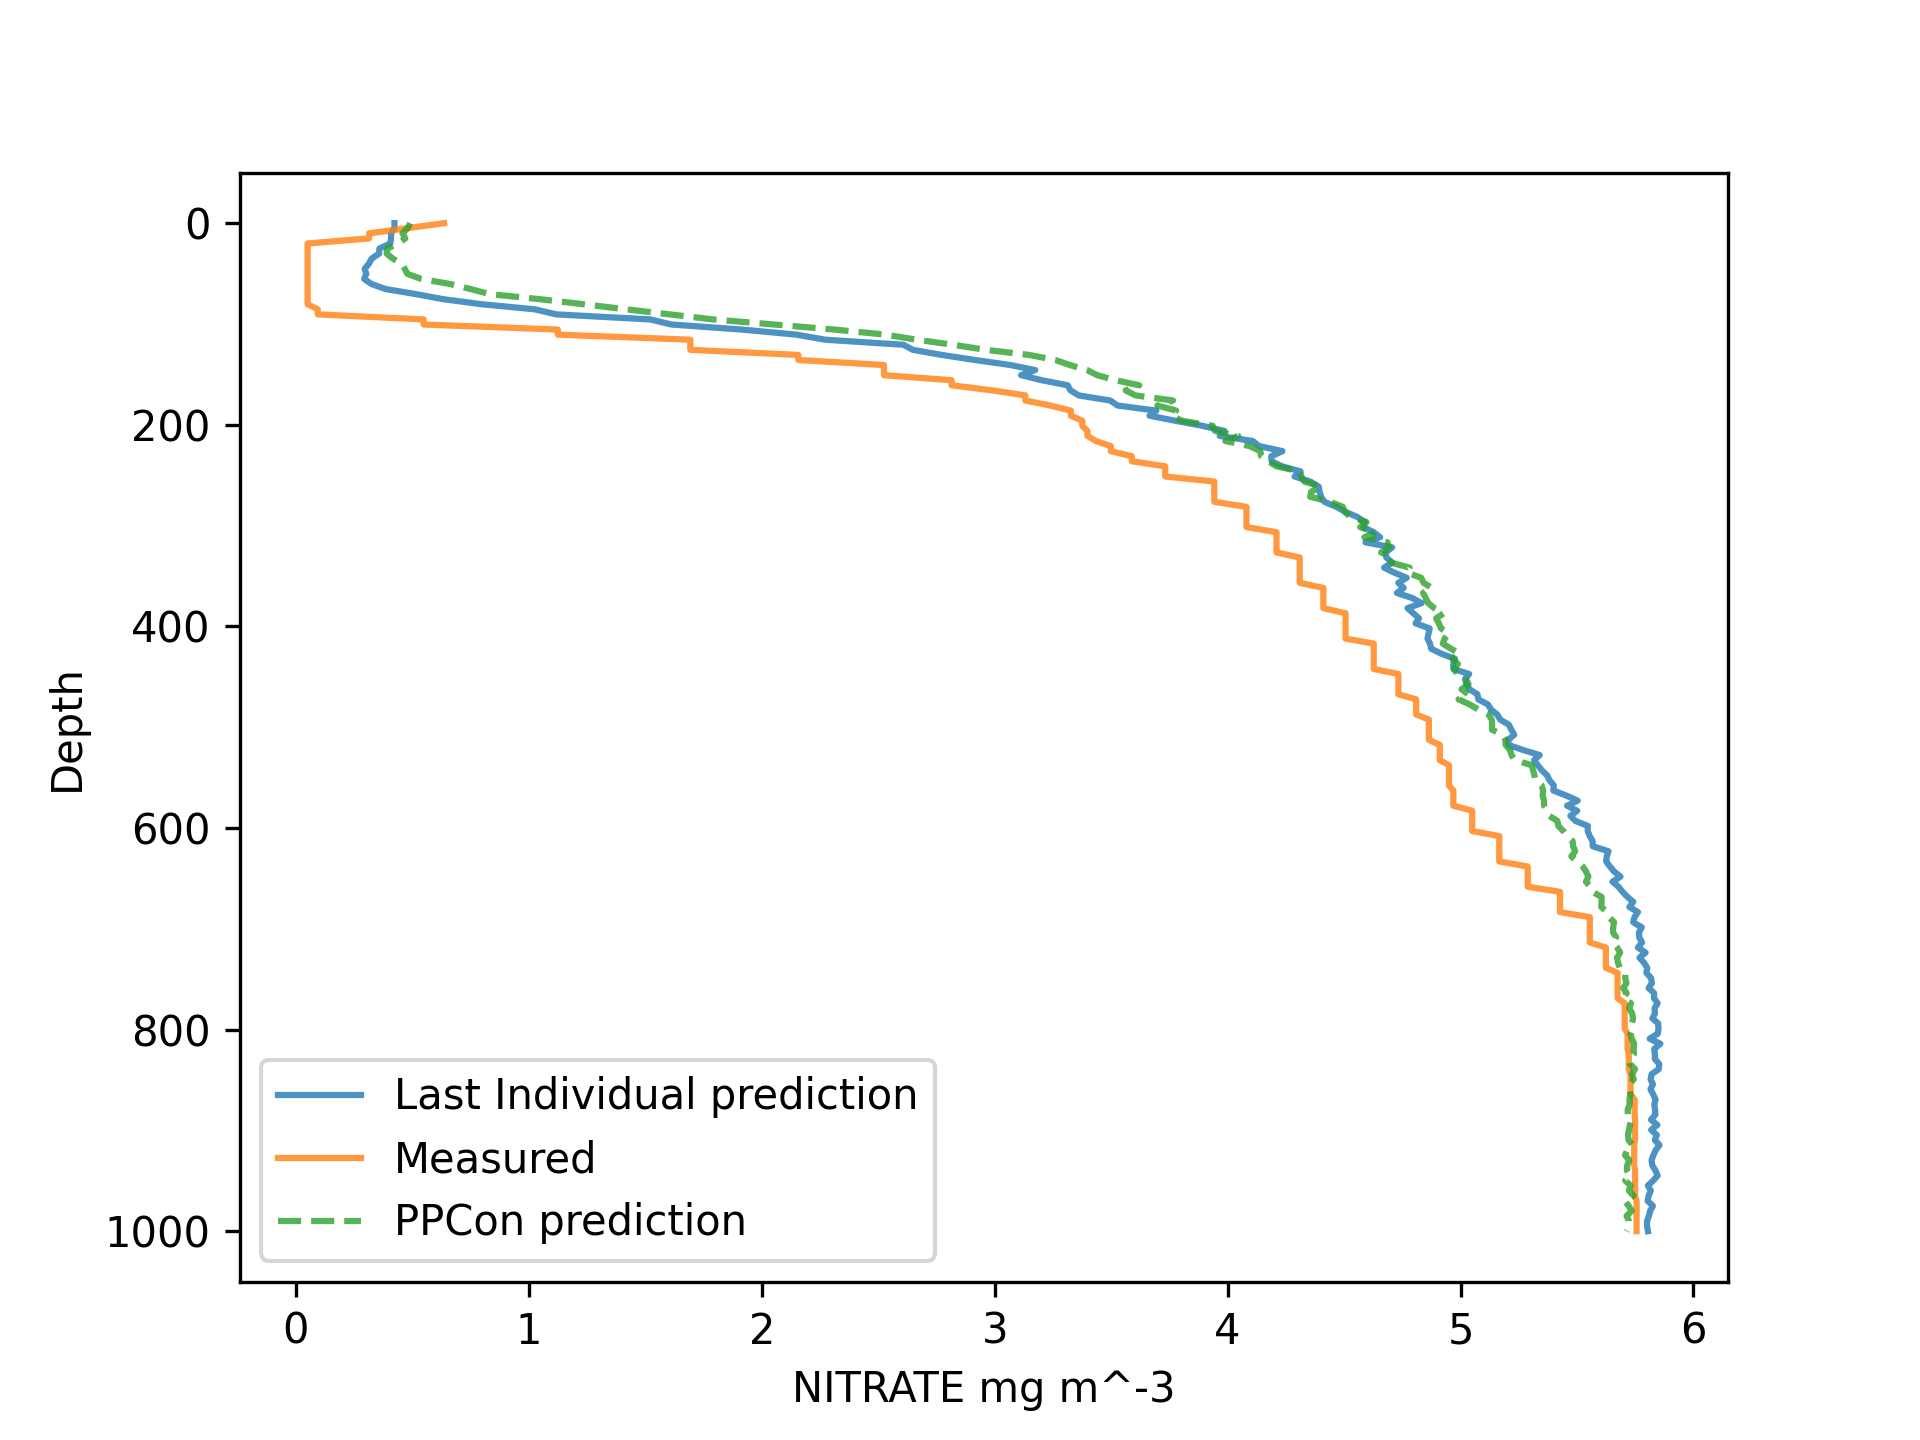 0
200
400
600
800
1000
Depth
Last Individual prediction
Measured
PPCon prediction
0 1 2 3 4 5 6
NITRATE mg m^-3